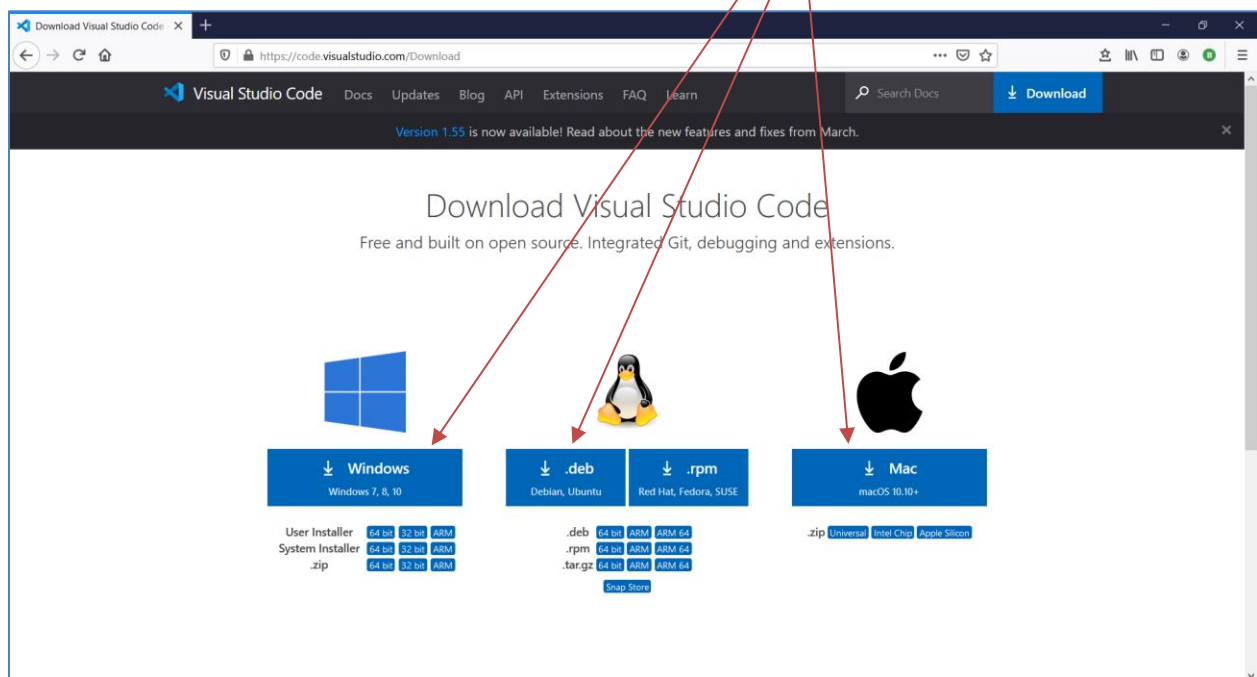 Download Visual Studio Code
https://code.visualstudio.com/Download
Visual Studio Code Docs Updates Blog API Extensions FAQ Learn Search Docs Download
Version 1.55 is now available! Read about the new features and fixes from March.
Download Visual Studio Code
Free and built on open source. Integrated Git, debugging and extensions.
Windows
Windows 7, 8, 10
User Installer 64 bit 32 bit ARM
System Installer 64 bit 32 bit ARM
.zip 64 bit 32 bit ARM
.deb
Debian, Ubuntu
.rpm
Red Hat, Fedora, SUSE
.deb 64 bit ARM ARM 64
.rpm 64 bit ARM ARM 64
.tar.gz 64 bit ARM ARM 64
Snap Store
Mac
macOS 10.10+
.zip Universal Intel Chip Apple Silicon